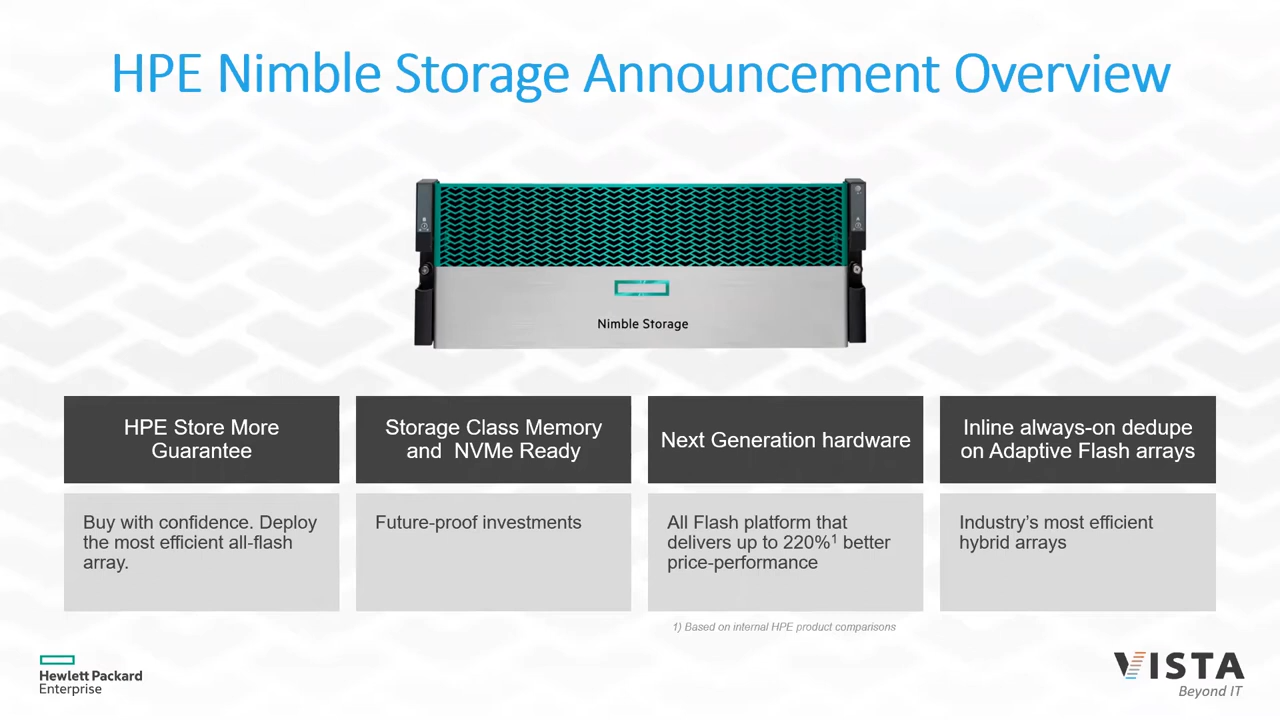 HPE Nimble Storage Announcement Overview
Nimble Storage
HPE Store More
Guarantee
Storage Class Memory
and  NVMe Ready
Next Generation hardware
Inline always-on dedupe
on Adaptive Flash arrays
Buy with confidence. Deploy
the most efficient all-flash
array.
Future-proof investments
All Flash platform that
delivers up to 220%¹ better
price-performance
Industry’s most efficient
hybrid arrays
1) Based on internal HPE product comparisons
Hewlett Packard
Enterprise
VISTA
Beyond IT